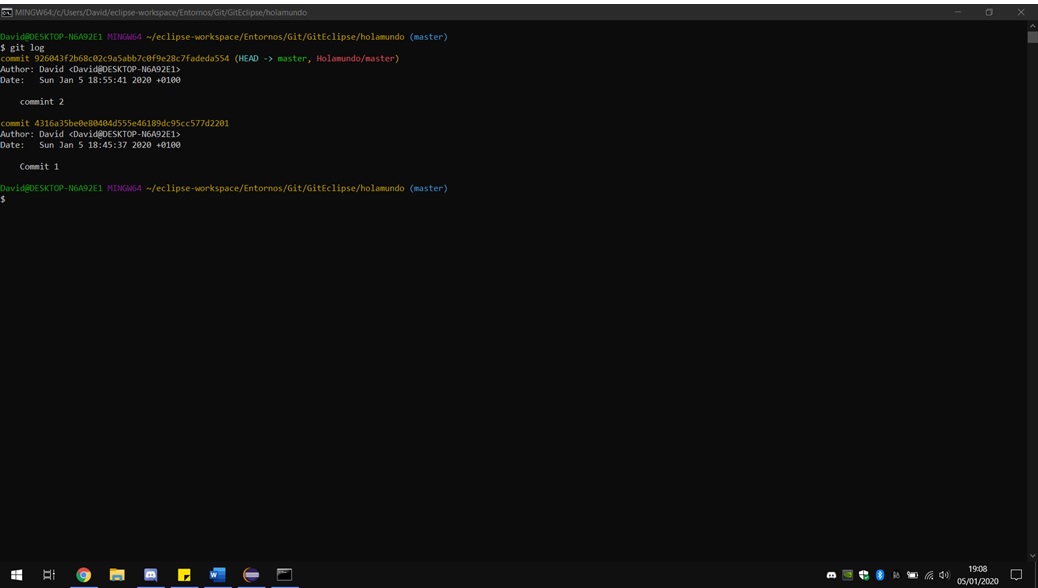 MINGW64:/c/Users/David/eclipse-workspace/Entornos/Git/GitEclipse/holamundo
David@DESKTOP-N6A92E1 MINGW64 ~/eclipse-workspace/Entornos/Git/GitEclipse/holamundo (master)
$ git log
commit 926043f2b68c02c9a5abb7c0f9e28c7fadeda554 (HEAD -> master, Holamundo/master)
Author: David <David@DESKTOP-N6A92E1>
Date:   Sun Jan 5 18:55:41 2020 +0100
commint 2
commit 4316a35be0e80404d555e46189dc95cc577d2201
Author: David <David@DESKTOP-N6A92E1>
Date:   Sun Jan 5 18:45:37 2020 +0100
Commit 1
David@DESKTOP-N6A92E1 MINGW64 ~/eclipse-workspace/Entornos/Git/GitEclipse/holamundo (master)
$
19:08
05/01/2020